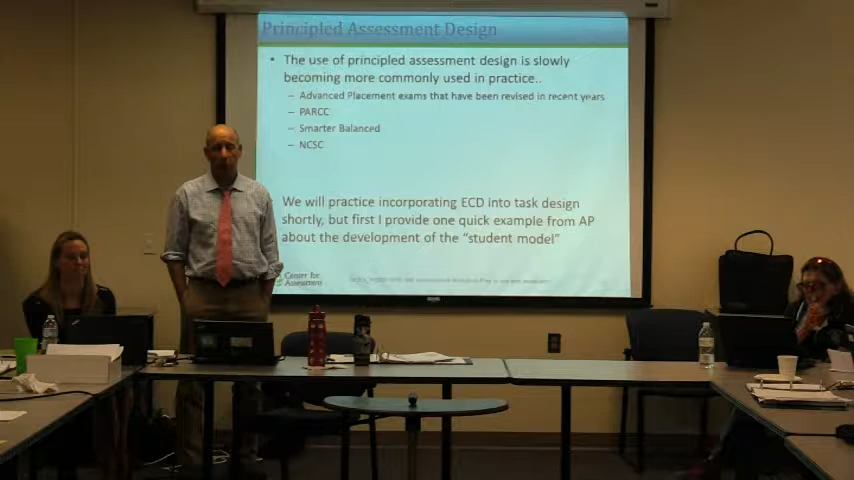 Principled Assessment Design
• The use of principled assessment design is slowly
becoming more commonly used in practice..
– Advanced Placement exams that have been revised in recent years
– PARCC
– Smarter Balanced
– NCSC
We will practice incorporating ECD into task design
shortly, but first I provide one quick example from AP
about the development of the “student model”
Center for
Assessment